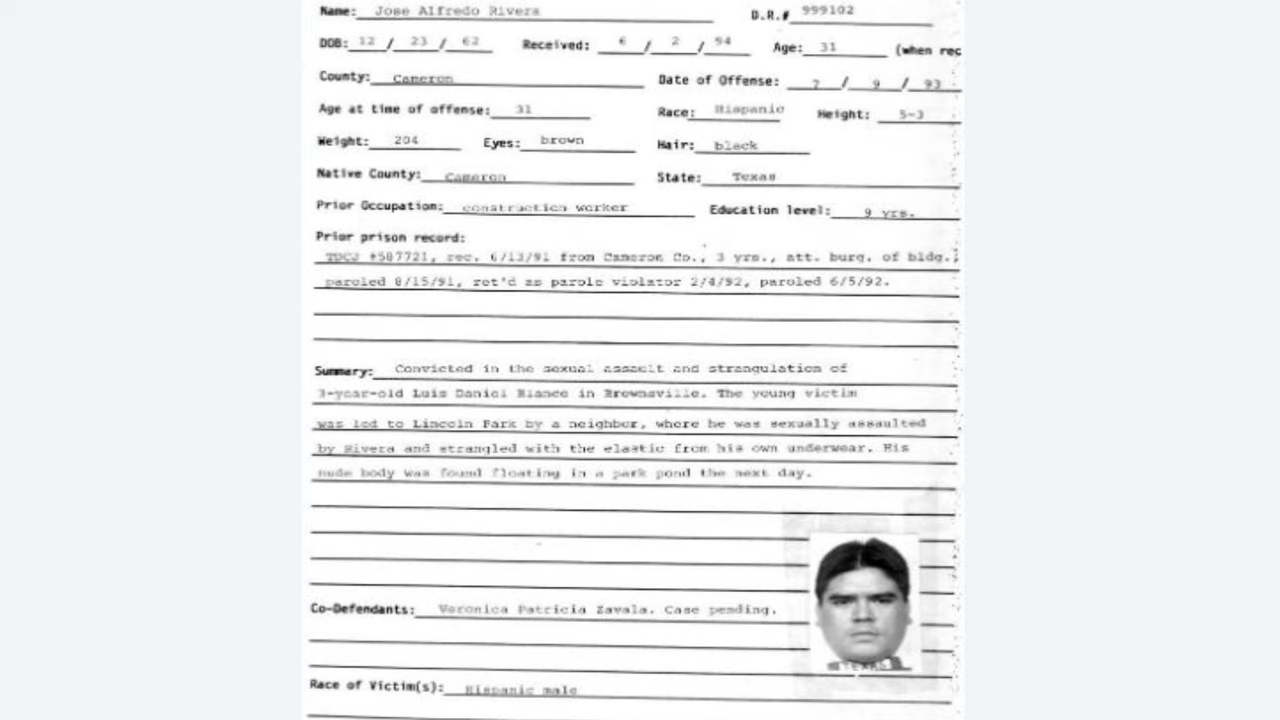 Name: Jose Alfredo Rivera D.R.# 999102
DOB: 12 / 23 / 62 Received: 6 / 2 / 94 Age: 31 (when rec
County: Cameron Date of Offense: 7 / 9 / 93
Age at time of offense: 31 Race: Hispanic Height: 5-3
Weight: 204 Eyes: brown Hair: black
Native County: Cameron State: Texas
Prior Occupation: construction worker Education level: 9 yrs.
Prior prison record:
TDCJ #587721, rec. 6/13/91 from Cameron Co., 3 yrs., att. burg. of bldg.;
paroled 8/15/91, ret'd as parole violator 2/4/92, paroled 6/5/92.
Summary: Convicted in the sexual assault and strangulation of
3-year-old Luis Daniel Blanco in Brownsville. The young victim
was led to Lincoln Park by a neighbor, where he was sexually assaulted
by Rivera and strangled with the elastic from his own underwear. His
nude body was found floating in a park pond the next day.
Co-Defendants: Veronica Patricia Zavala. Case pending.
TEXAS
Race of Victim(s): Hispanic male